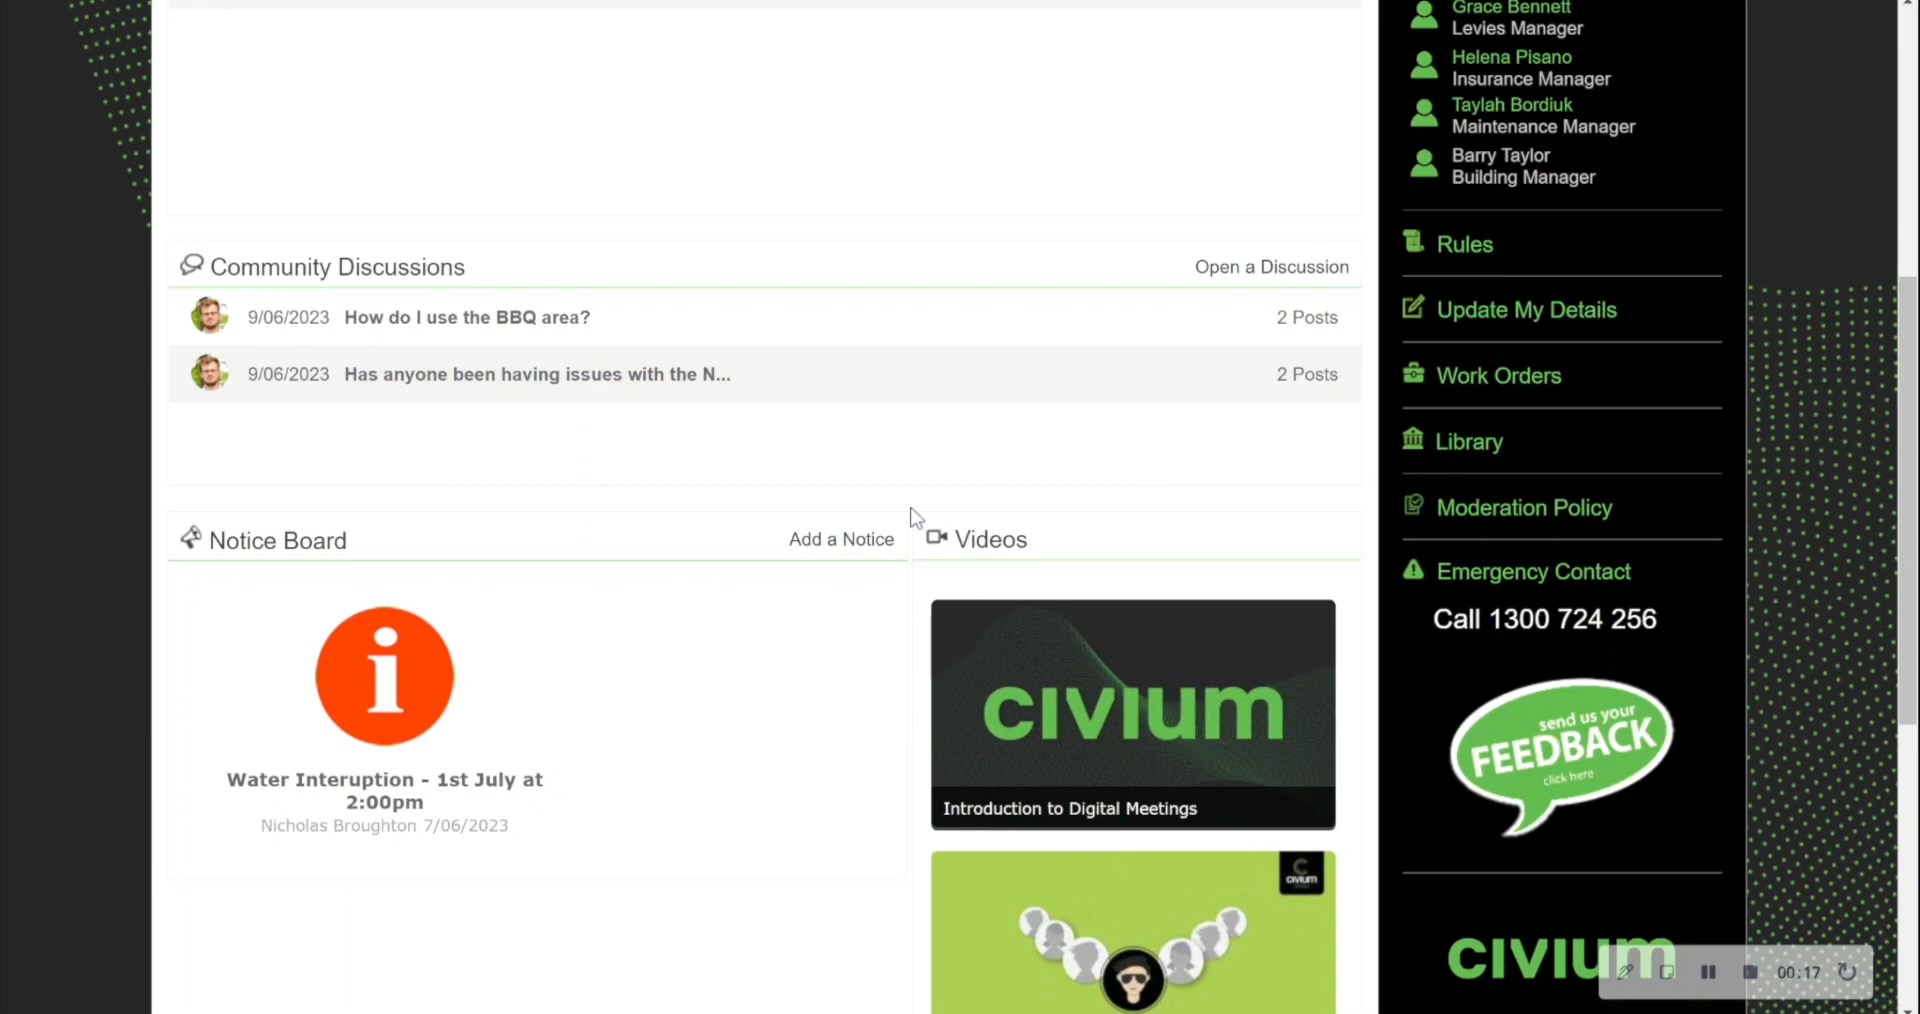 Grace Bennett
Levies Manager
Helena Pisano
Insurance Manager
Taylah Bordiuk
Maintenance Manager
Barry Taylor
Building Manager
Rules
Update My Details
Work Orders
Library
Moderation Policy
Emergency Contact
Call 1300 724 256
send us your
FEEDBACK
click here
Community Discussions
Open a Discussion
9/06/2023 How do I use the BBQ area? 2 Posts
9/06/2023 Has anyone been having issues with the N... 2 Posts
Notice Board
Add a Notice
Water Interuption - 1st July at
2:00pm
Nicholas Broughton 7/06/2023
Videos
CIVIUM
Introduction to Digital Meetings
CIVIUM
CIVIUM
00:17